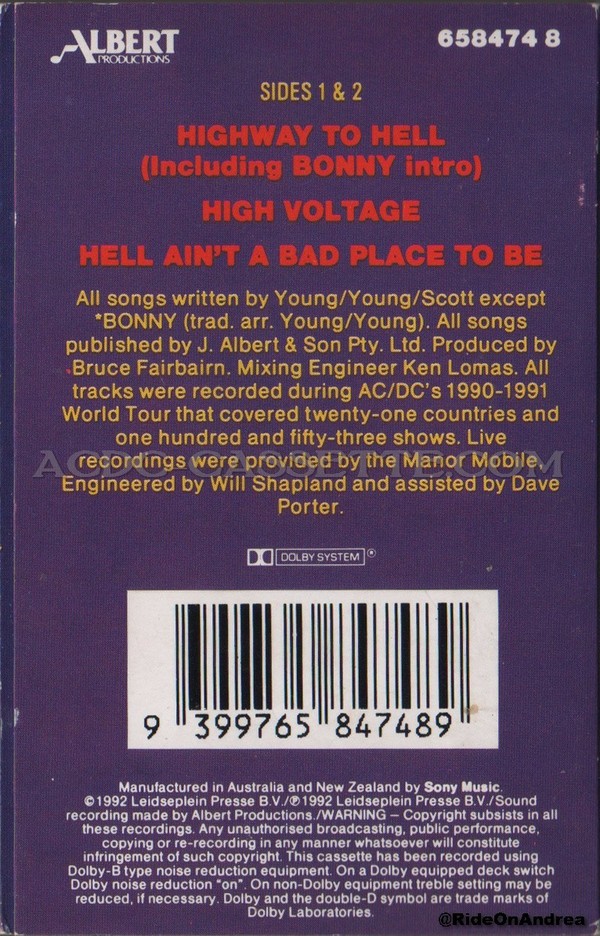 ALBERT
PRODUCTIONS
658474 8
SIDES 1 & 2
HIGHWAY TO HELL
(Including BONNY intro)
HIGH VOLTAGE
HELL AIN'T A BAD PLACE TO BE
All songs written by Young/Young/Scott except
*BONNY (trad. arr. Young/Young). All songs
published by J. Albert & Son Pty. Ltd. Produced by
Bruce Fairbairn. Mixing Engineer Ken Lomas. All
tracks were recorded during AC/DC's 1990-1991
World Tour that covered twenty-one countries and
one hundred and fifty-three shows. Live
recordings were provided by the Manor Mobile,
ACDC-CASSETTE.COM
Engineered by Will Shapland and assisted by Dave
Porter.
DOLBY SYSTEM ®
9 399765 847489
Manufactured in Australia and New Zealand by Sony Music.
© 1992 Leidseplein Presse B.V./℗ 1992 Leidseplein Presse B.V./Sound
recording made by Albert Productions./WARNING – Copyright subsists in all
these recordings. Any unauthorised broadcasting, public performance,
copying or re-recording in any manner whatsoever will constitute
infringement of such copyright. This cassette has been recorded using
Dolby-B type noise reduction equipment. On a Dolby equipped deck switch
Dolby noise reduction "on". On non-Dolby equipment treble setting may be
reduced, if necessary. Dolby and the double-D symbol are trade marks of
Dolby Laboratories.
@RideOnAndrea